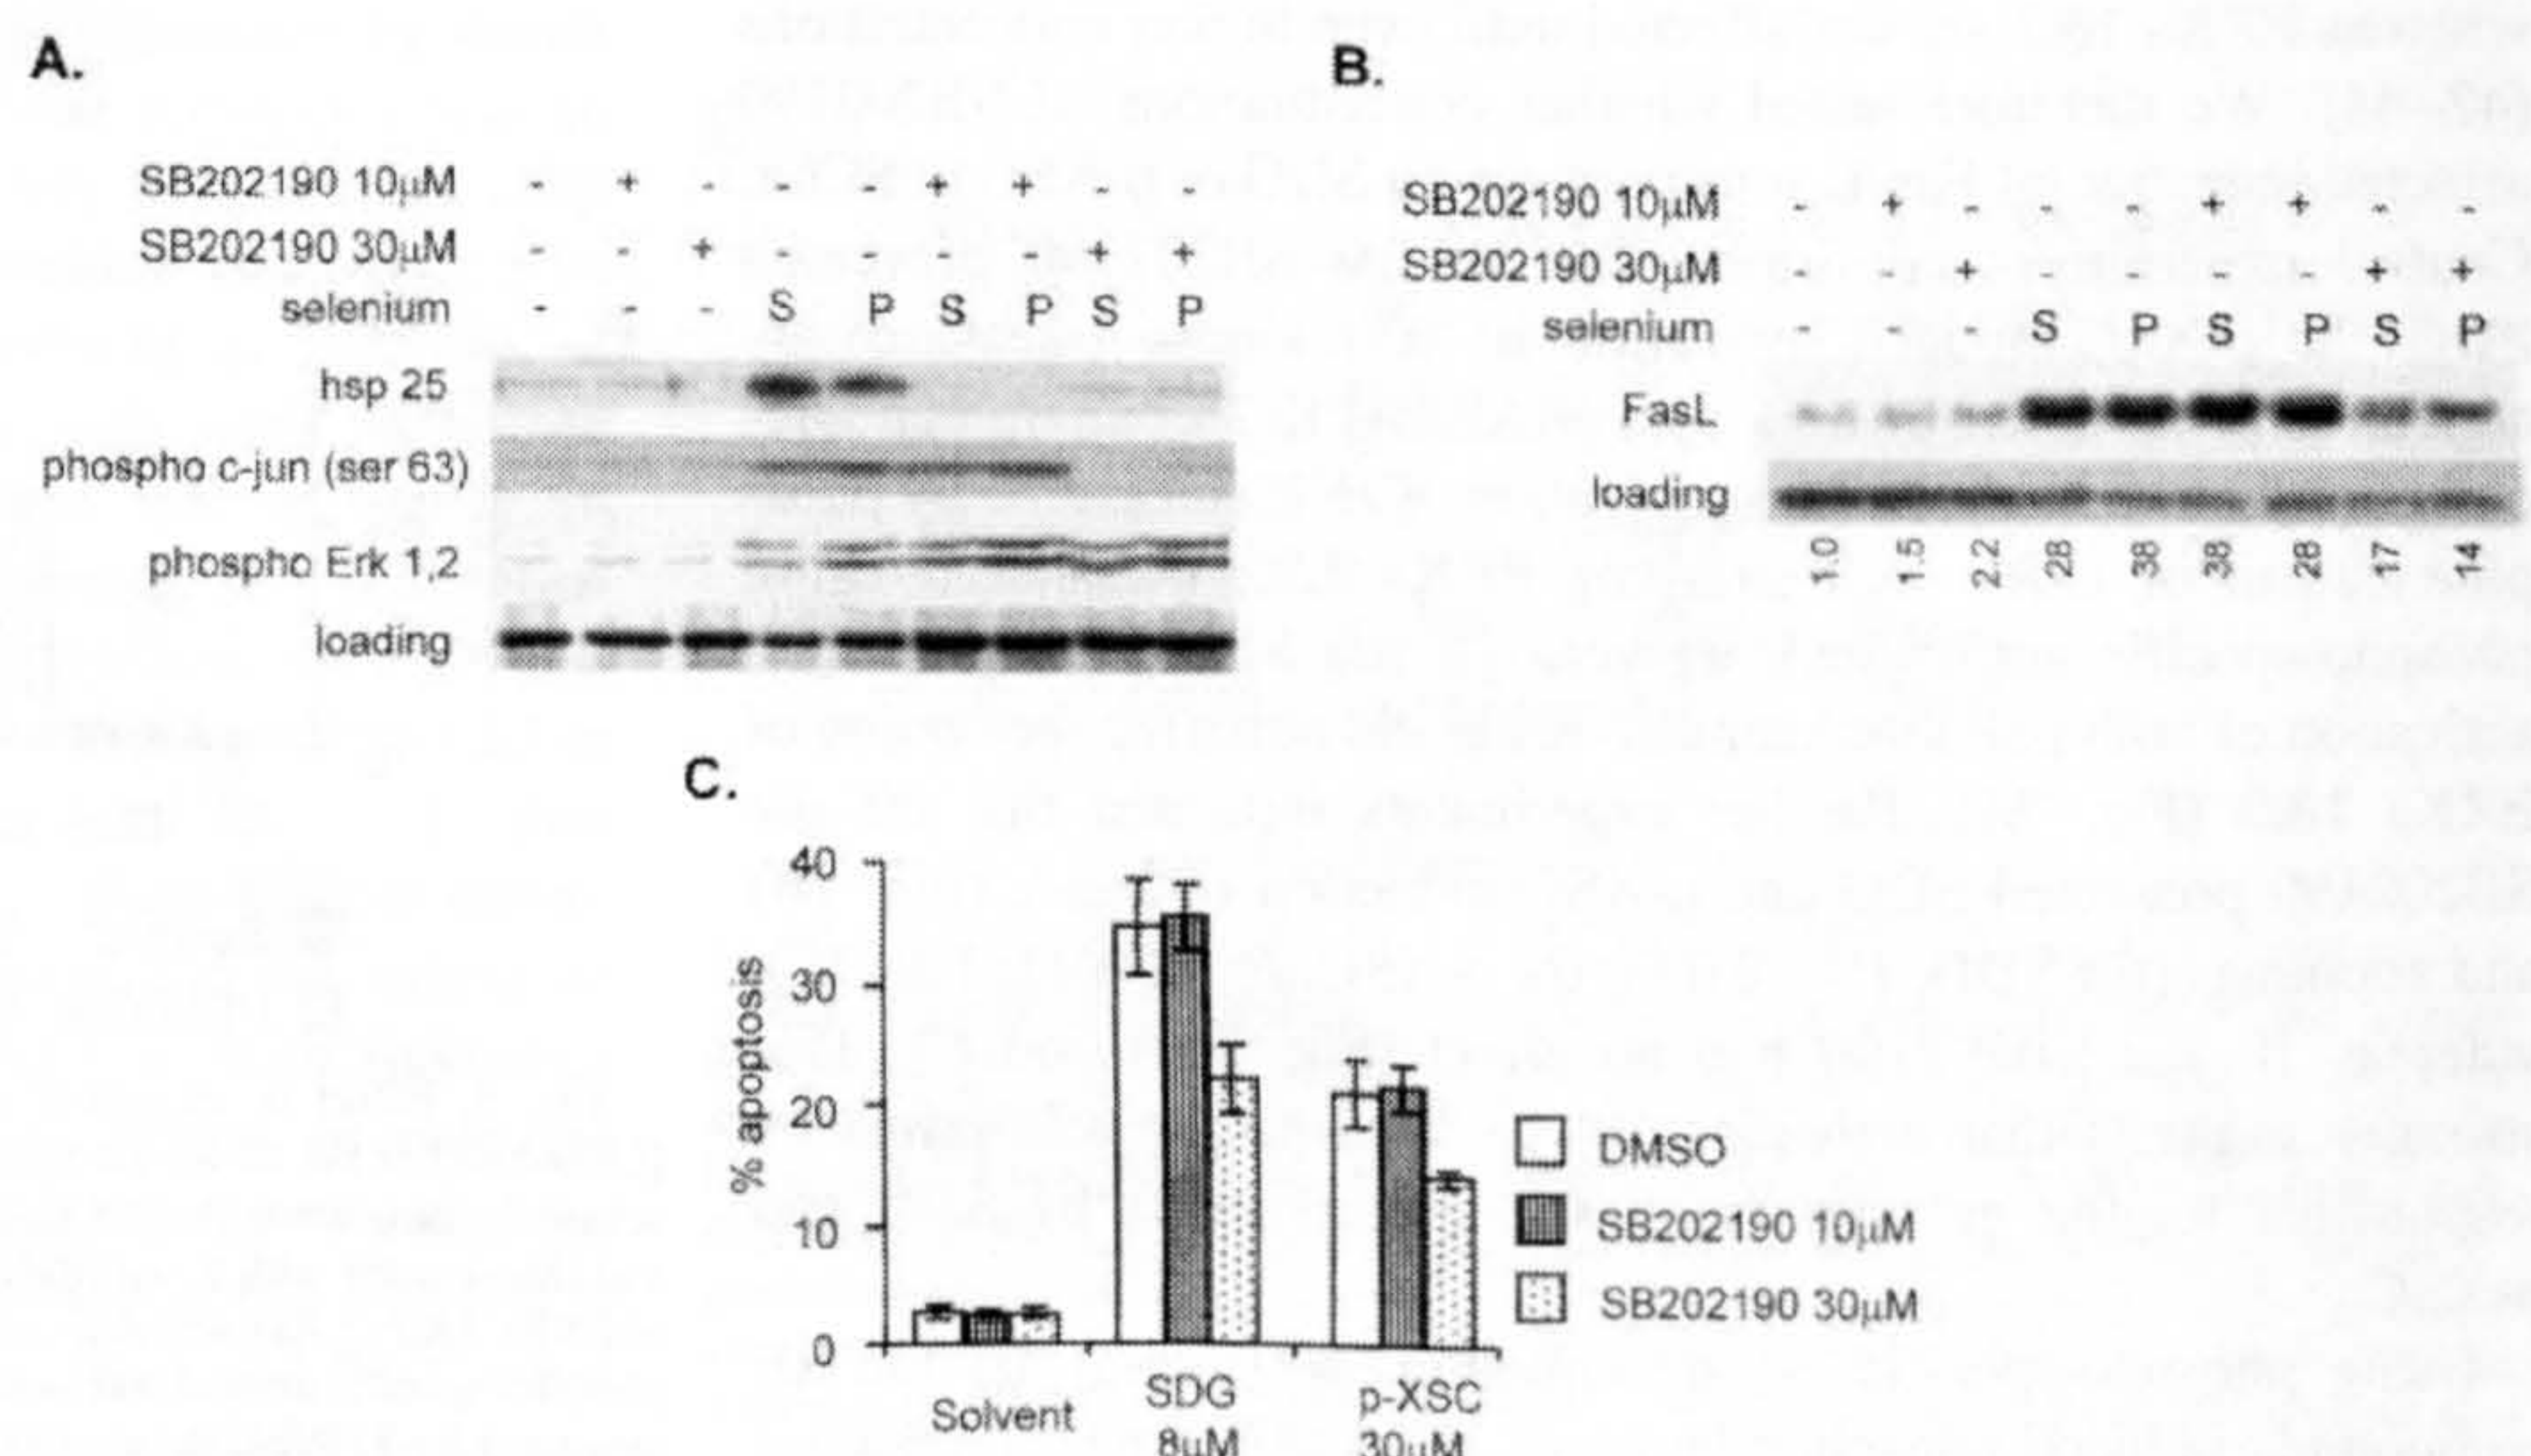 A.
SB202190 10µM - + - - - + + - -
SB202190 30µM - - + - - - - + +
selenium - - - S P S P S P
hsp 25
phospho c-jun (ser 63)
phospho Erk 1,2
loading
B.
SB202190 10µM - + - - - + + - -
SB202190 30µM - - + - - - - + +
selenium - - - S P S P S P
FasL
loading
1.0 1.5 2.2 28 38 38 28 17 14
C.
% apoptosis
40
30
20
10
0
Solvent
SDG
8µM
p-XSC
30µM
DMSO
SB202190 10µM
SB202190 30µM